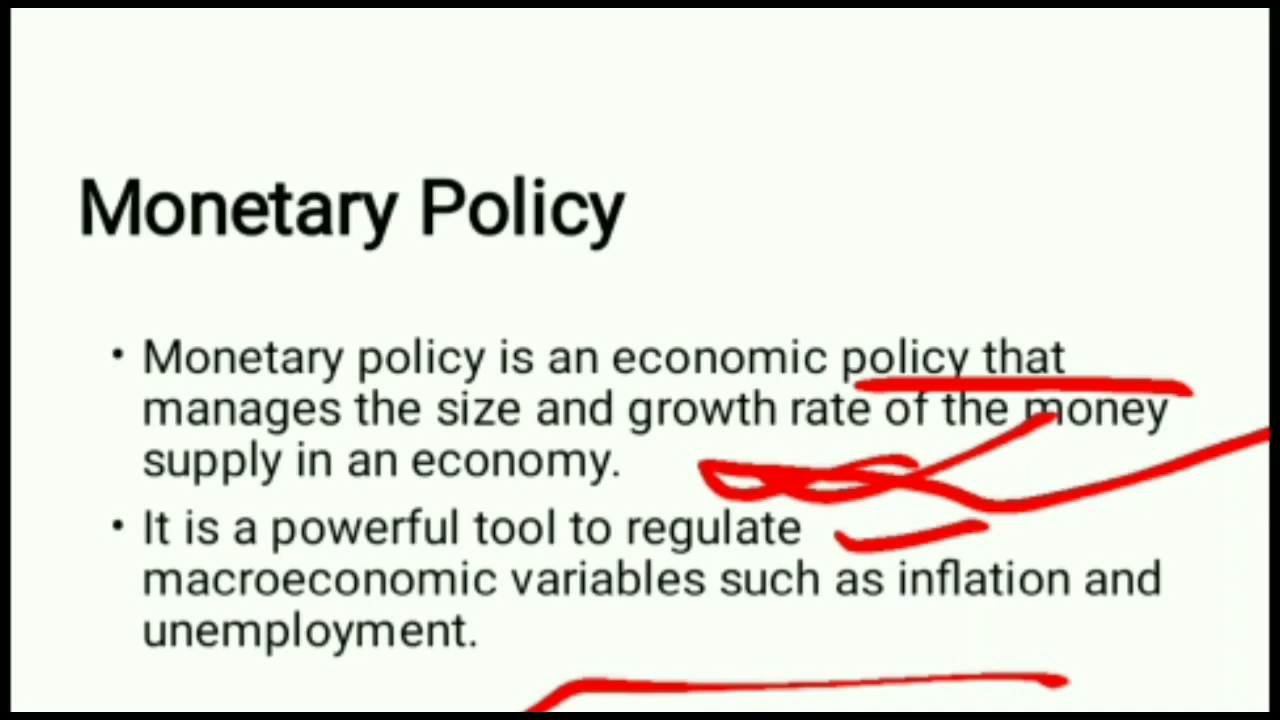 Monetary Policy
• Monetary policy is an economic policy that
manages the size and growth rate of the money
supply in an economy.
• It is a powerful tool to regulate
macroeconomic variables such as inflation and
unemployment.